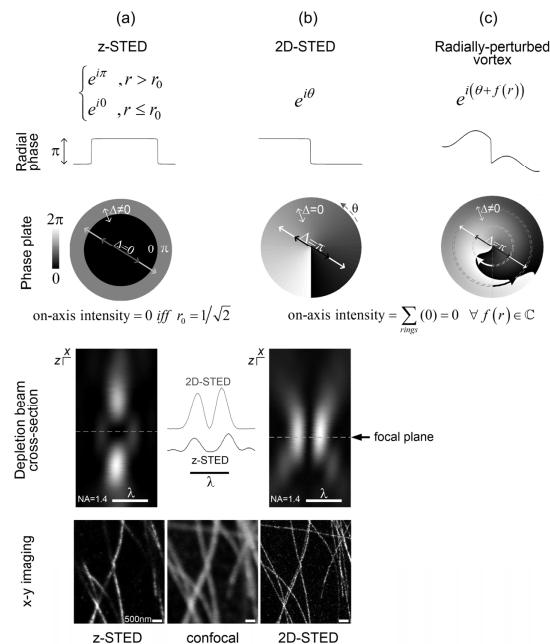 (a)
(b)
(c)
z-STED
2D-STED
Radially-perturbed
vortex
e^{iπ} , r > r₀
e^{i0} , r ≤ r₀
e^{iθ}
e^{i(θ+f(r))}
Radial
phase
π
Phase plate
2π
0
Δ≠0
Δ=0
0
π
Δ=0
θ
Δ=π
Δ≠0
Δ=π
on-axis intensity = 0 iff r₀ = 1/√2
on-axis intensity = ∑ (0) = 0 ∀ f(r) ∈ ℂ
rings
Depletion beam
cross-section
x
z
NA=1.4
λ
2D-STED
z-STED
λ
x
z
NA=1.4
λ
focal plane
x-y imaging
500nm
z-STED
confocal
2D-STED